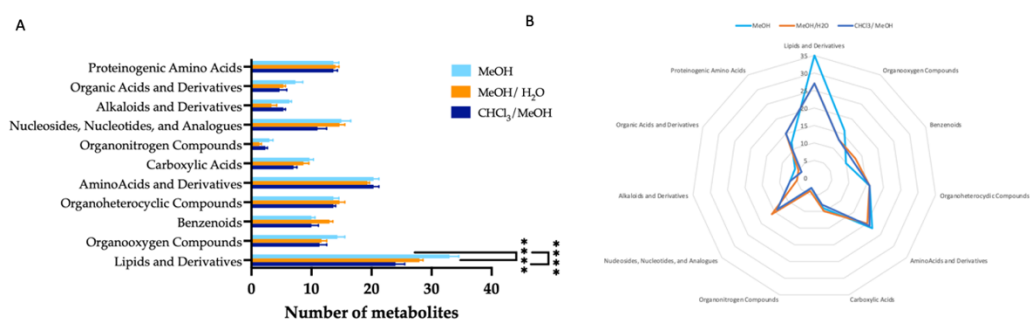 A
Proteinogenic Amino Acids
Organic Acids and Derivatives
Alkaloids and Derivatives
Nucleosides, Nucleotides, and Analogues
Organonitrogen Compounds
Carboxylic Acids
AminoAcids and Derivatives
Organoheterocyclic Compounds
Benzenoids
Organooxygen Compounds
Lipids and Derivatives
0 10 20 30 40
Number of metabolites
MeOH
MeOH/ H₂O
CHCl₃/MeOH
✱✱✱✱
✱✱✱✱
B
MeOH MeOH/H2O CHCl3/ MeOH
Lipids and Derivatives
Organooxygen Compounds
Benzenoids
Organoheterocyclic Compounds
AminoAcids and Derivatives
Carboxylic Acids
Organonitrogen Compounds
Nucleosides, Nucleotides, and Analogues
Alkaloids and Derivatives
Organic Acids and Derivatives
Proteinogenic Amino Acids
35
30
25
20
15
10
5
0